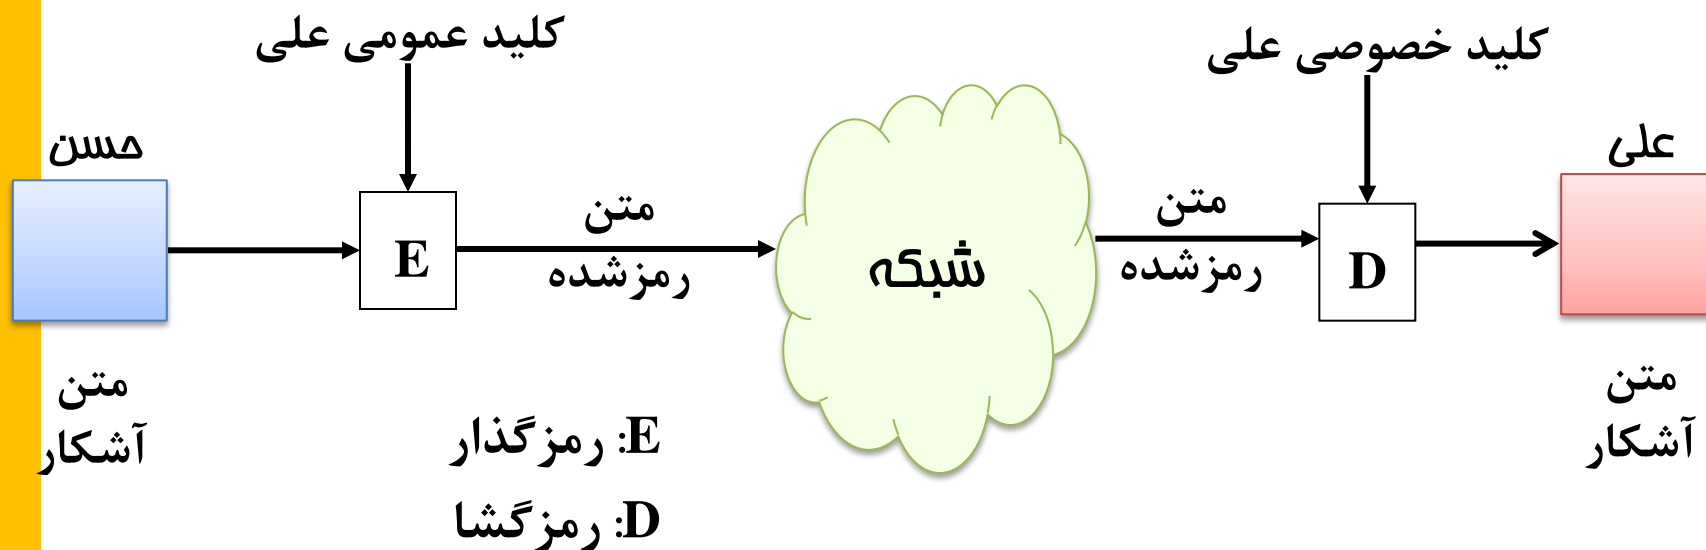 کلید عمومی علی
کلید خصوصی علی
حسن
علی
E
D
متن
رمزشده
شبکه
متن
رمزشده
متن
آشکار
متن
آشکار
E: رمزگذار
D: رمزگشا